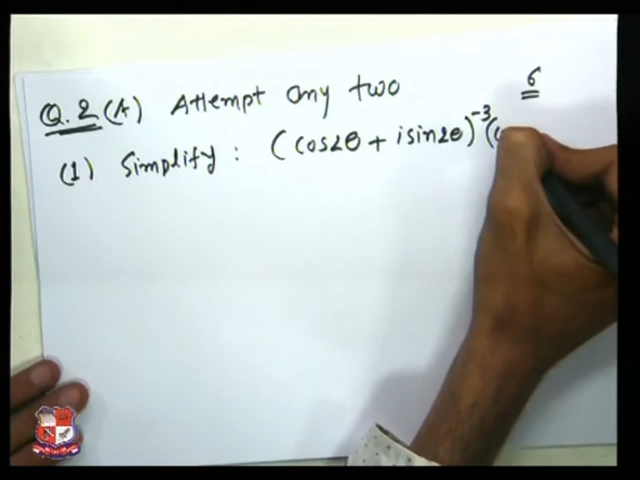 6
Q.2 (A) Attempt any two
(1) Simplify : (cos2θ + isin2θ)⁻³ (